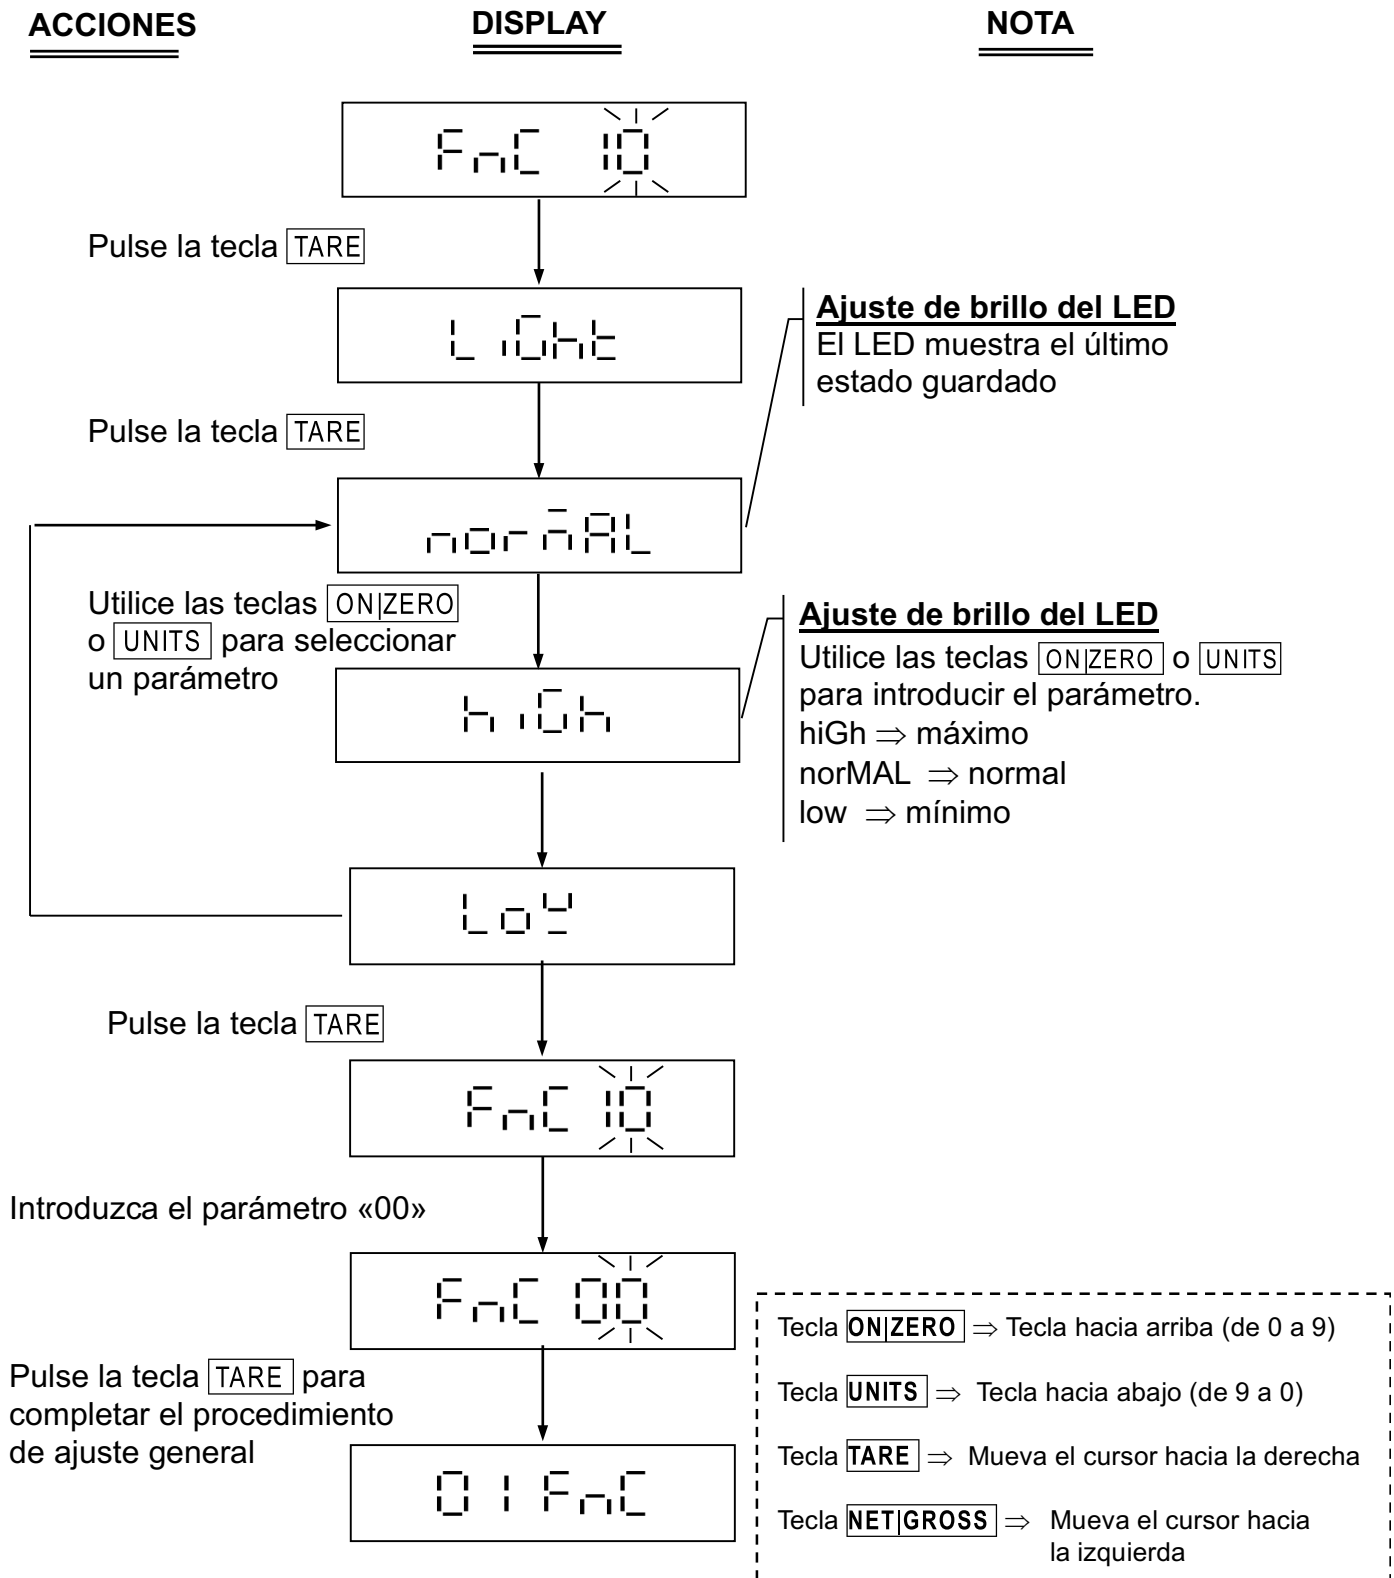 ACCIONES DISPLAY NOTA
FnC 10
Pulse la tecla TARE
LiGht
Ajuste de brillo del LED
El LED muestra el último
estado guardado
Pulse la tecla TARE
norMAL
Utilice las teclas ON|ZERO
o UNITS para seleccionar
un parámetro
hiGh
Ajuste de brillo del LED
Utilice las teclas ON|ZERO o UNITS
para introducir el parámetro.
hiGh ⇒ máximo
norMAL ⇒ normal
low ⇒ mínimo
Low
Pulse la tecla TARE
FnC 10
Introduzca el parámetro «00»
FnC 00
Pulse la tecla TARE para
completar el procedimiento
de ajuste general
01 FnC
Tecla ON|ZERO ⇒ Tecla hacia arriba (de 0 a 9)
Tecla UNITS ⇒ Tecla hacia abajo (de 9 a 0)
Tecla TARE ⇒ Mueva el cursor hacia la derecha
Tecla NET|GROSS ⇒ Mueva el cursor hacia
la izquierda